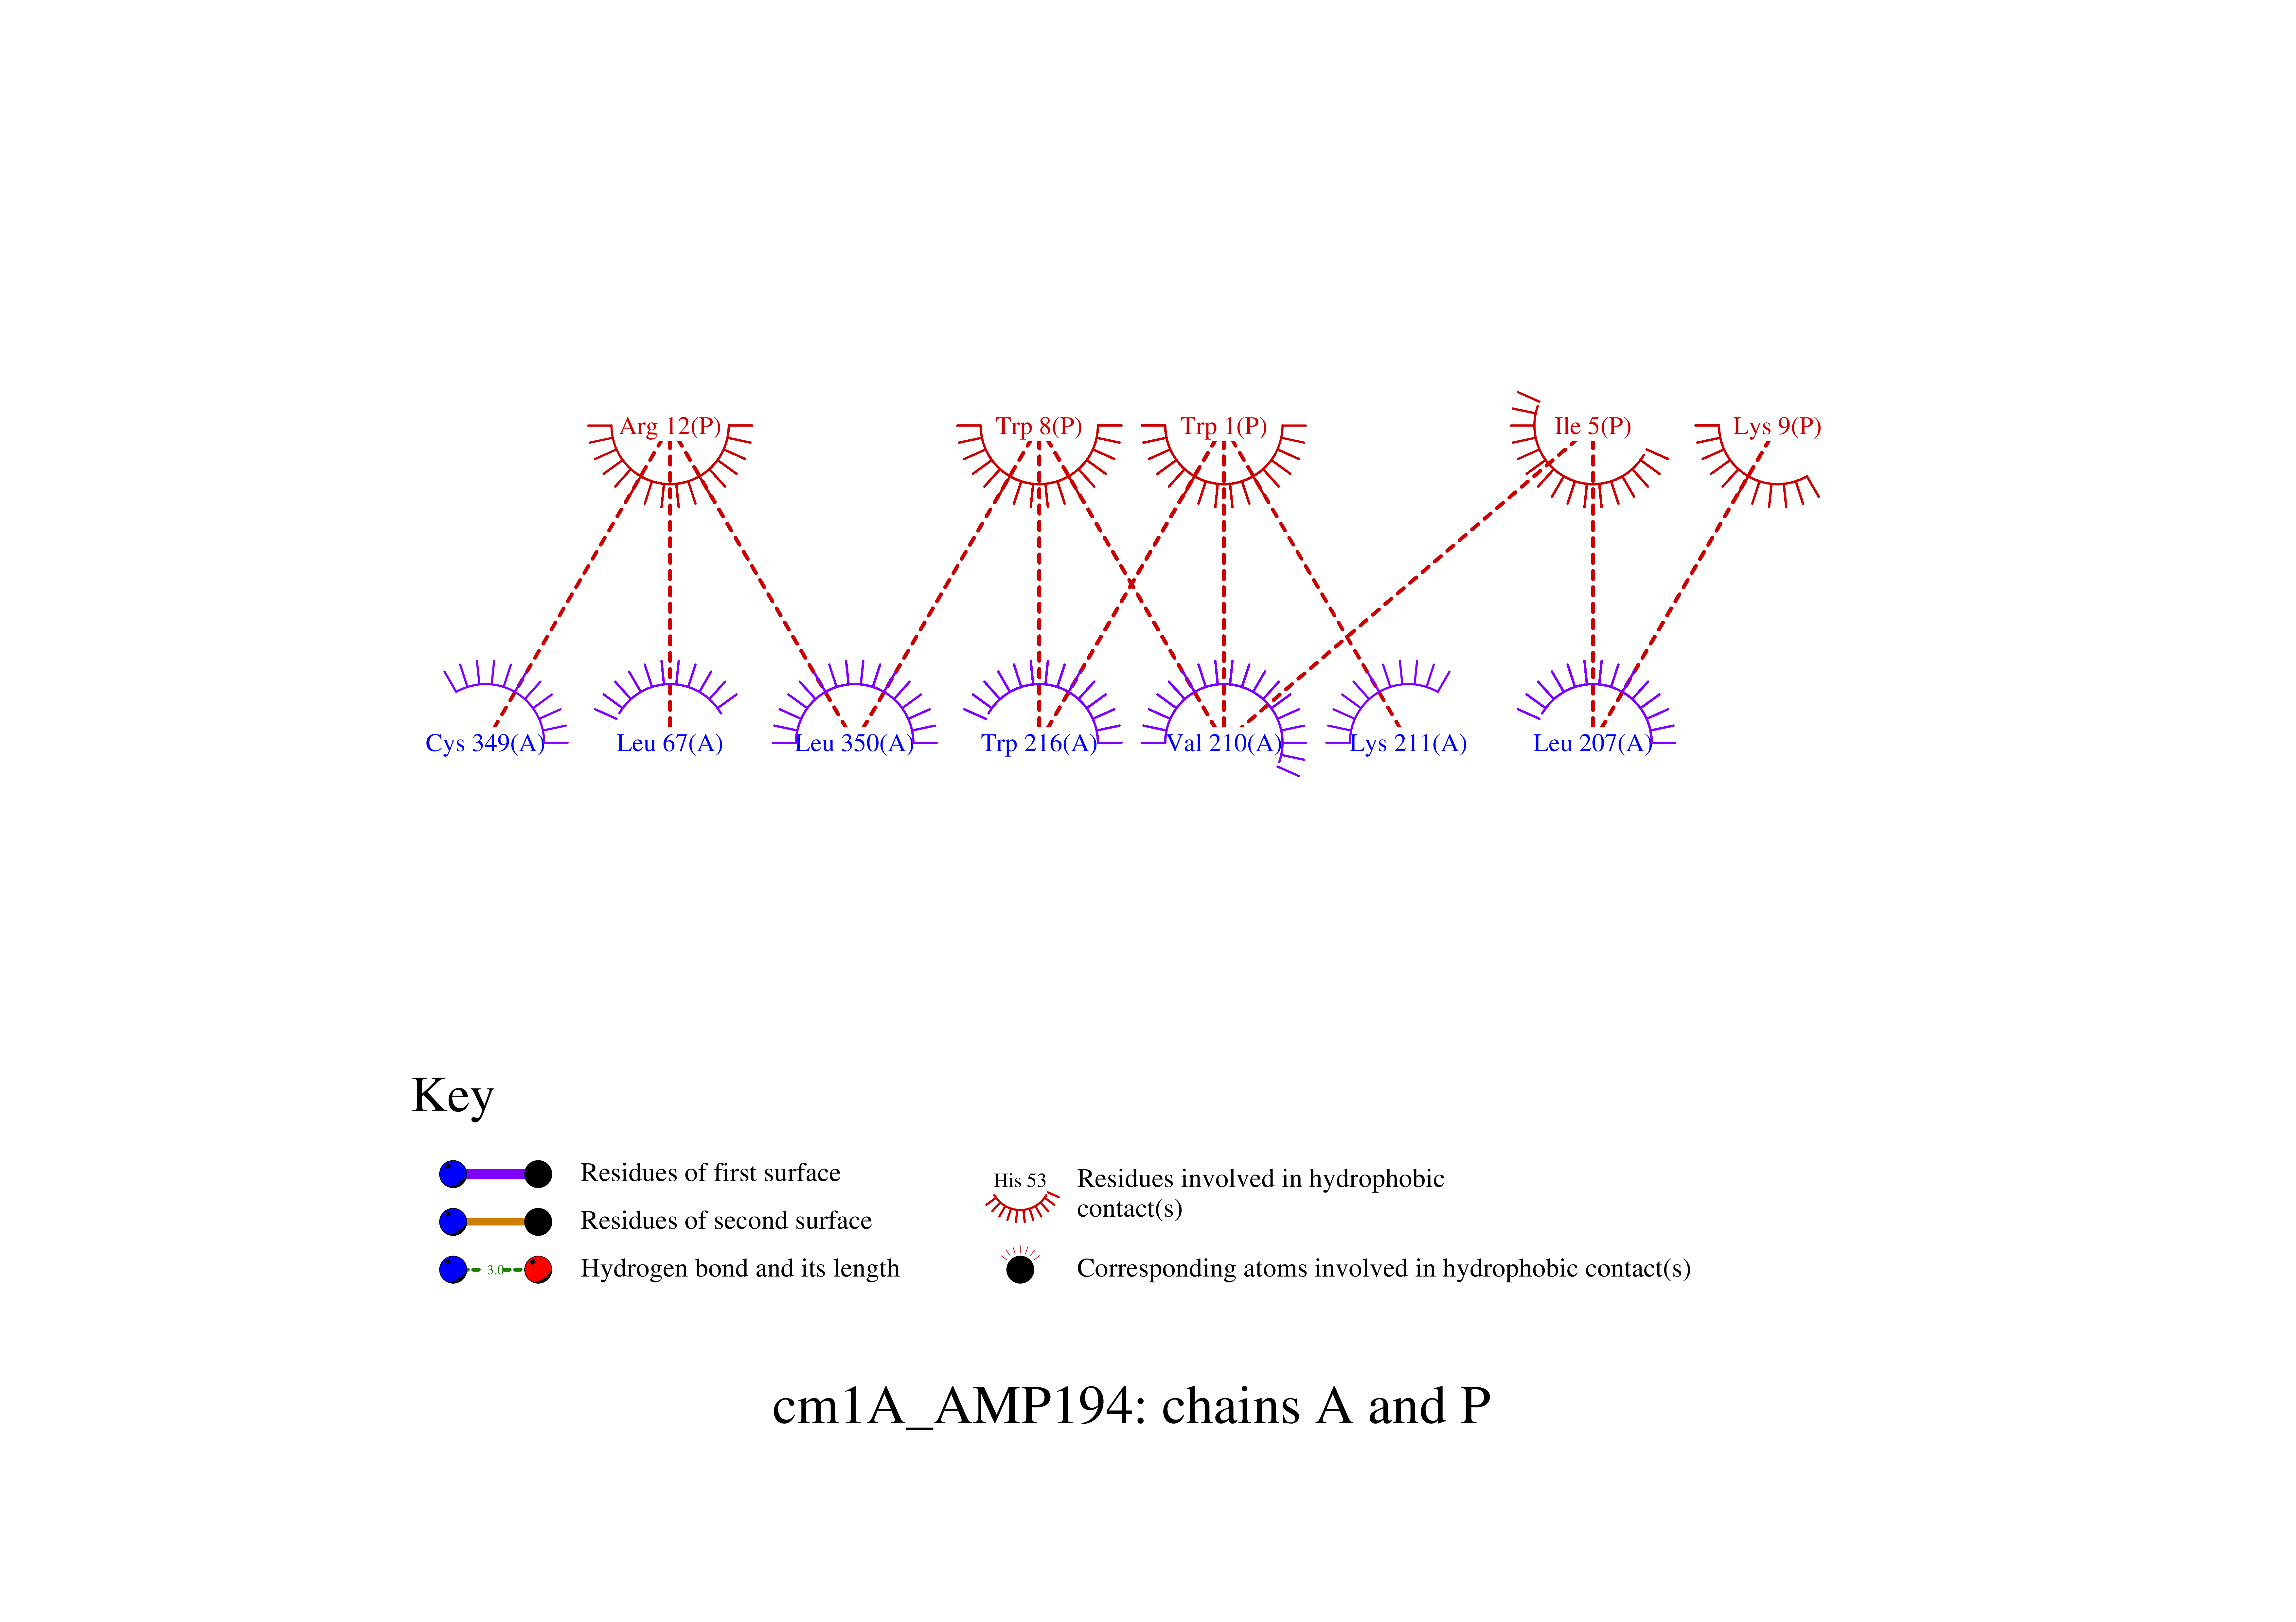 Arg 12(P) Trp 8(P) Trp 1(P) Ile 5(P) Lys 9(P)
Cys 349(A) Leu 67(A) Leu 350(A) Trp 216(A) Val 210(A) Lys 211(A) Leu 207(A)
Key
Residues of first surface
Residues of second surface
3.0 Hydrogen bond and its length
His 53 Residues involved in hydrophobic
contact(s)
Corresponding atoms involved in hydrophobic contact(s)
cm1A_AMP194: chains A and P